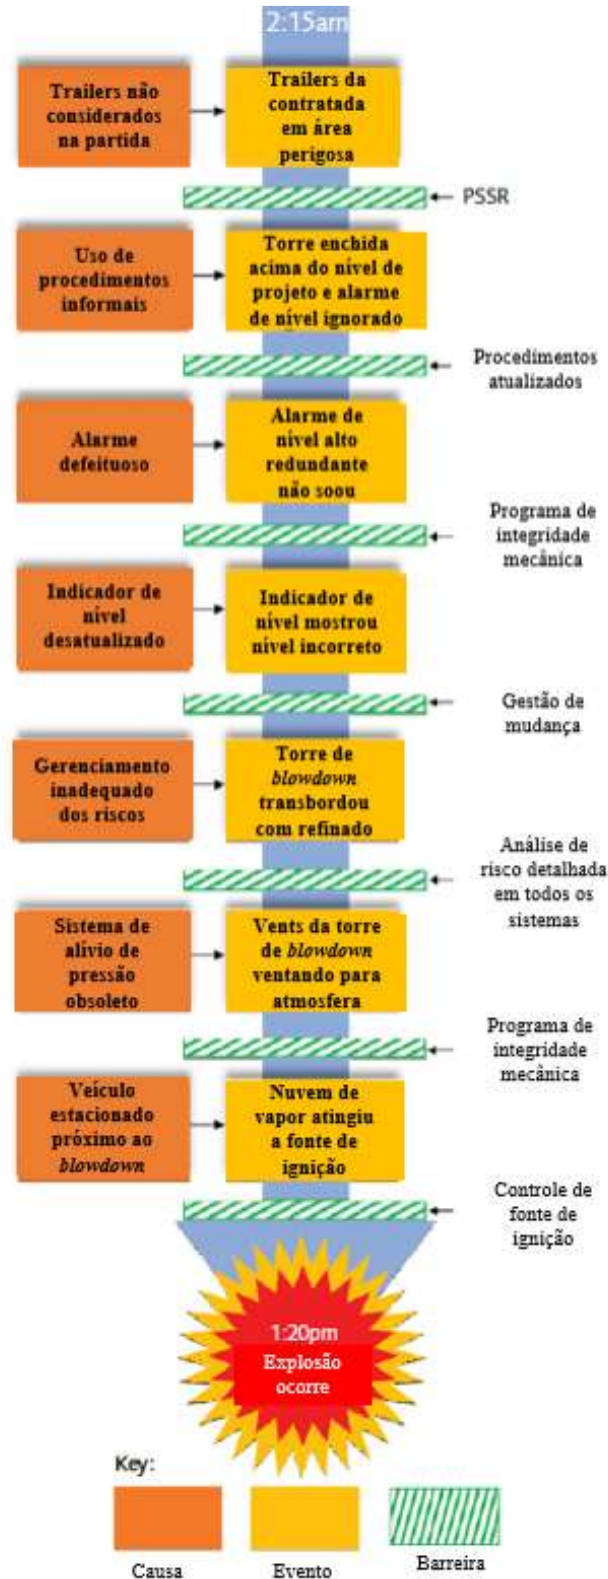 2:15am
Trailers não
considerados
na partida
Trailers da
contratada
em área
perigosa
PSSR
Uso de
procedimentos
informais
Torre enchida
acima do nível de
projeto e alarme
de nível ignorado
Procedimentos
atualizados
Alarme
defeituoso
Alarme de
nível alto
redundante
não soou
Programa de
integridade
mecânica
Indicador de
nível
desatualizado
Indicador de
nível mostrou
nível incorreto
Gestão de
mudança
Gerenciamento
inadequado
dos riscos
Torre de
blowdown
transbordou
com refinado
Análise de
risco detalhada
em todos os
sistemas
Sistema de
alívio de
pressão
obsoleto
Vents da torre
de blowdown
ventando para
atmosfera
Programa de
integridade
mecânica
Veículo
estacionado
próximo ao
blowdown
Nuvem de
vapor atingiu
a fonte de
ignição
Controle de
fonte de
ignição
1:20pm
Explosão
ocorre
Key:
Causa
Evento
Barreira